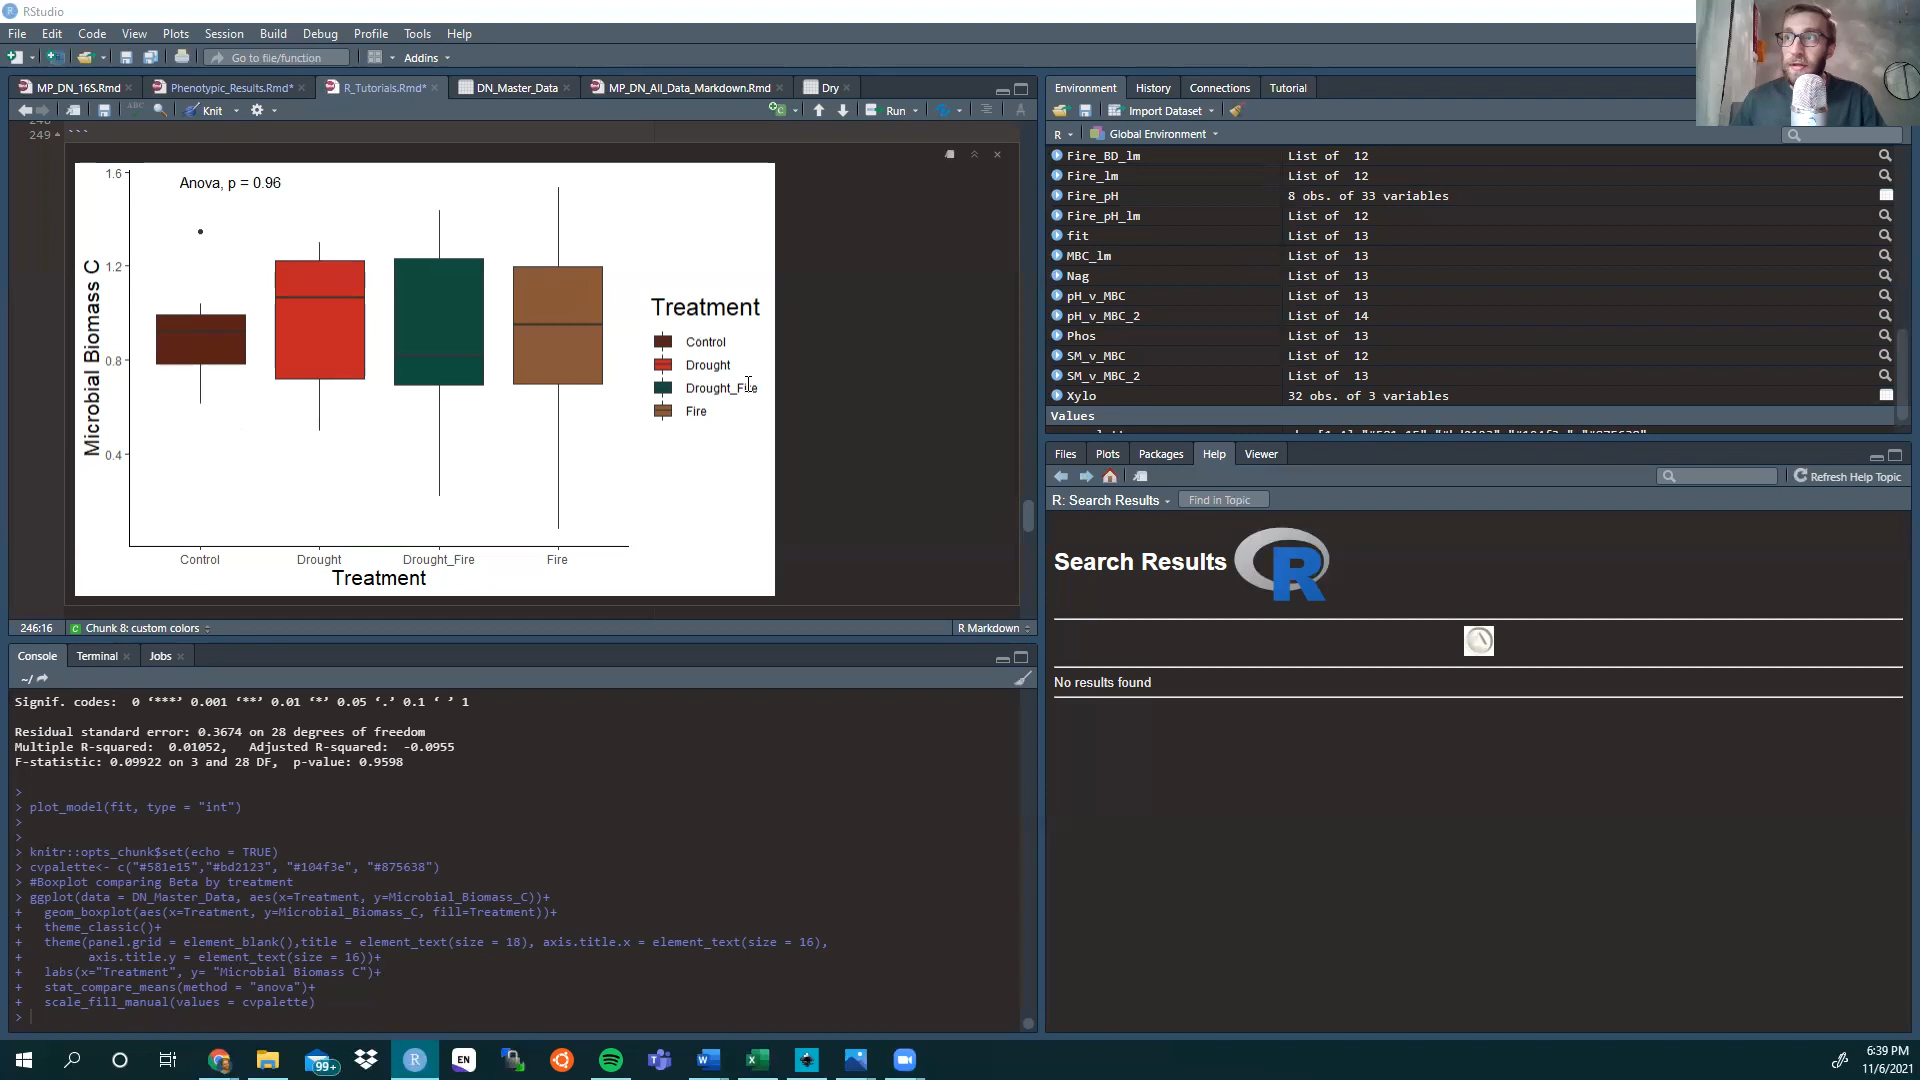 RStudio
File Edit Code View Plots Session Build Debug Profile Tools Help
Go to file/function Addins
MP_DN_16S.Rmd Phenotypic_Results.Rmd* R_Tutorials.Rmd* DN_Master_Data MP_DN_All_Data_Markdown.Rmd Dry
Knit Run
249 ```
Anova, p = 0.96
1.6
1.2
0.8
0.4
Microbial Biomass C
Control Drought Drought_Fire Fire
Treatment
Treatment
Control
Drought
Drought_Fire
Fire
246:16 Chunk 8: custom colors R Markdown
Console Terminal Jobs
~/
Signif. codes:  0 ‘***’ 0.001 ‘**’ 0.01 ‘*’ 0.05 ‘.’ 0.1 ‘ ’ 1
Residual standard error: 0.3674 on 28 degrees of freedom
Multiple R-squared:  0.01052,   Adjusted R-squared:  -0.0955
F-statistic: 0.09922 on 3 and 28 DF,  p-value: 0.9598
>
> plot_model(fit, type = "int")
>
>
> knitr::opts_chunk$set(echo = TRUE)
> cvpalette<- c("#581e15","#bd2123", "#104f3e", "#875638")
> #Boxplot comparing Beta by treatment
> ggplot(data = DN_Master_Data, aes(x=Treatment, y=Microbial_Biomass_C))+
+   geom_boxplot(aes(x=Treatment, y=Microbial_Biomass_C, fill=Treatment))+
+   theme_classic()+
+   theme(panel.grid = element_blank(),title = element_text(size = 18), axis.title.x = element_text(size = 16),
+         axis.title.y = element_text(size = 16))+
+   labs(x="Treatment", y= "Microbial Biomass C")+
+   stat_compare_means(method = "anova")+
+   scale_fill_manual(values = cvpalette)
>
Environment History Connections Tutorial
Import Dataset
R Global Environment
Fire_BD_lm List of 12
Fire_lm List of 12
Fire_pH 8 obs. of 33 variables
Fire_pH_lm List of 12
fit List of 13
MBC_lm List of 13
Nag List of 13
pH_v_MBC List of 13
pH_v_MBC_2 List of 14
Phos List of 13
SM_v_MBC List of 12
SM_v_MBC_2 List of 13
Xylo 32 obs. of 3 variables
Values
Files Plots Packages Help Viewer
Refresh Help Topic
R: Search Results Find in Topic
Search Results R
No results found
99+ R EN
6:39 PM
11/6/2021